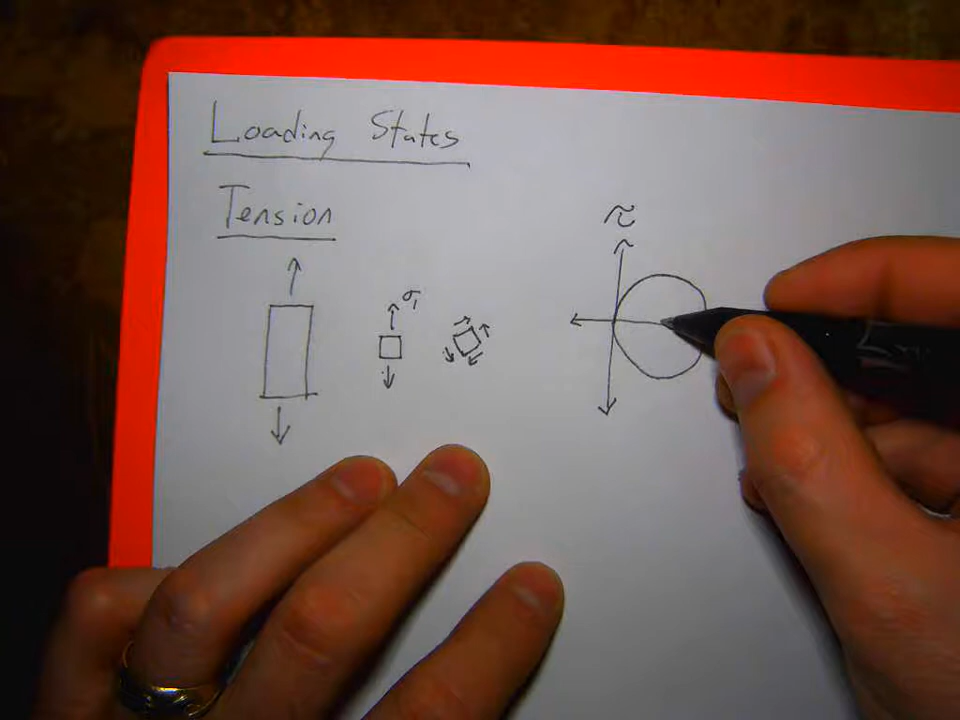 Loading States
Tension
τ
σ₁